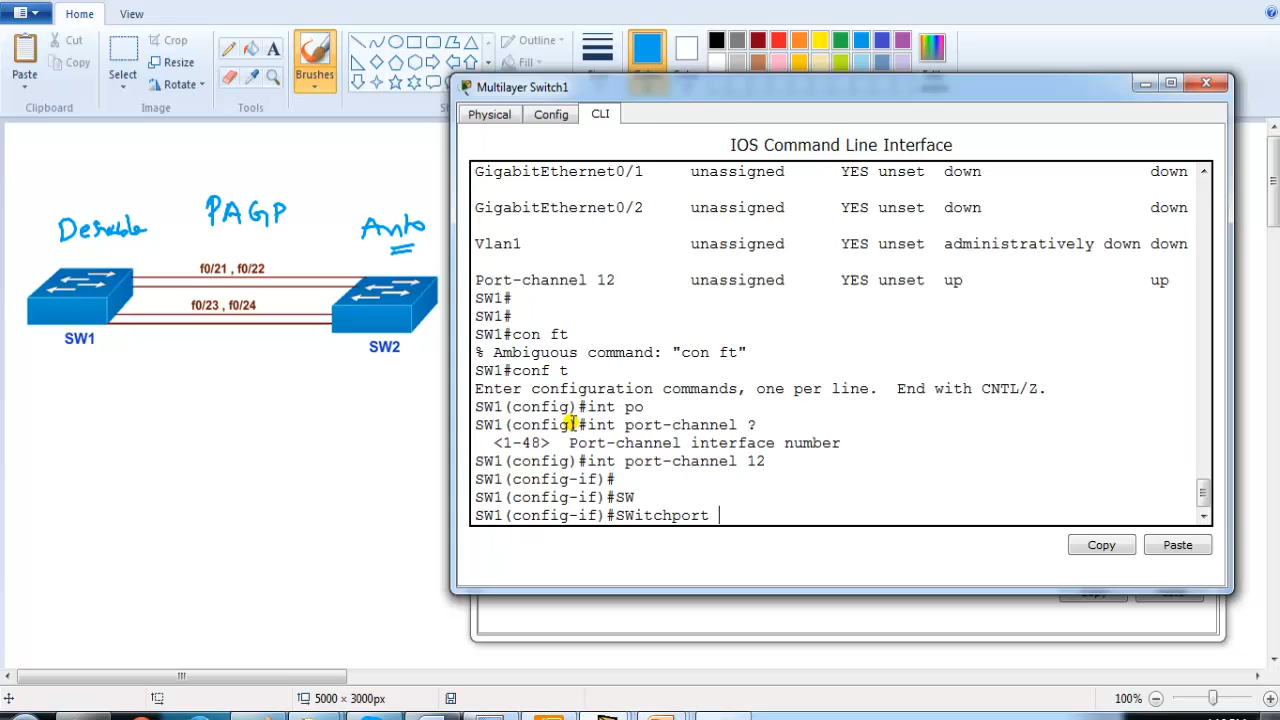 Home
View
Paste
Cut
Copy
Clipboard
Select
Crop
Resize
Rotate
Image
Tools
Brushes
Outline
Fill
Multilayer Switch1
Physical
Config
CLI
IOS Command Line Interface
GigabitEthernet0/1 unassigned YES unset down down
GigabitEthernet0/2 unassigned YES unset down down
Vlan1 unassigned YES unset administratively down down
Port-channel 12 unassigned YES unset up up
SW1#
SW1#
SW1#con ft
% Ambiguous command: "con ft"
SW1#conf t
Enter configuration commands, one per line. End with CNTL/Z.
SW1(config)#int po
SW1(config)#int port-channel ?
<1-48> Port-channel interface number
SW1(config)#int port-channel 12
SW1(config-if)#
SW1(config-if)#SW
SW1(config-if)#SWitchport
Copy
Paste
PAGP
Desirable
Auto
f0/21 , f0/22
f0/23 , f0/24
SW1
SW2
5000 × 3000px
100%